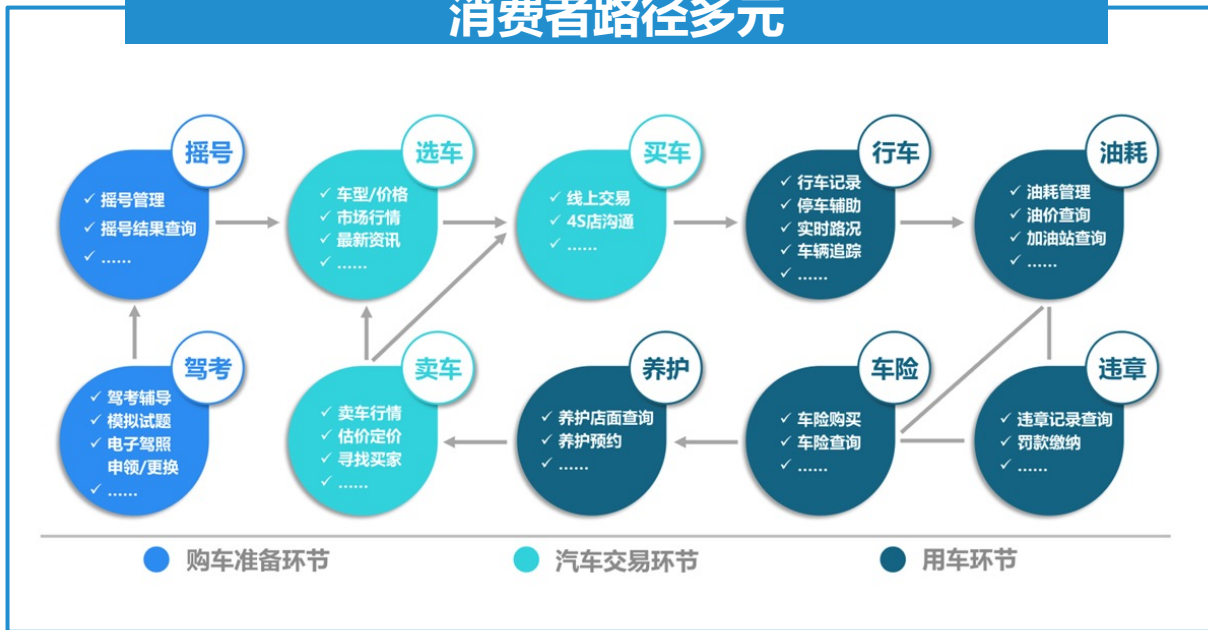 消费者路径多元
摇号
✓ 摇号管理
✓ 摇号结果查询
✓ ......
选车
✓ 车型/价格
✓ 市场行情
✓ 最新资讯
✓ ......
买车
✓ 线上交易
✓ 4S店沟通
✓ ......
行车
✓ 行车记录
✓ 停车辅助
✓ 实时路况
✓ 车辆追踪
✓ ......
油耗
✓ 油耗管理
✓ 油价查询
✓ 加油站查询
✓ ......
驾考
✓ 驾考辅导
✓ 模拟试题
✓ 电子驾照
申领/更换
✓ ......
卖车
✓ 卖车行情
✓ 估价定价
✓ 寻找买家
✓ ......
养护
✓ 养护店面查询
✓ 养护预约
✓ ......
车险
✓ 车险购买
✓ 车险查询
✓ ......
违章
✓ 违章记录查询
✓ 罚款缴纳
✓ ......
购车准备环节
汽车交易环节
用车环节